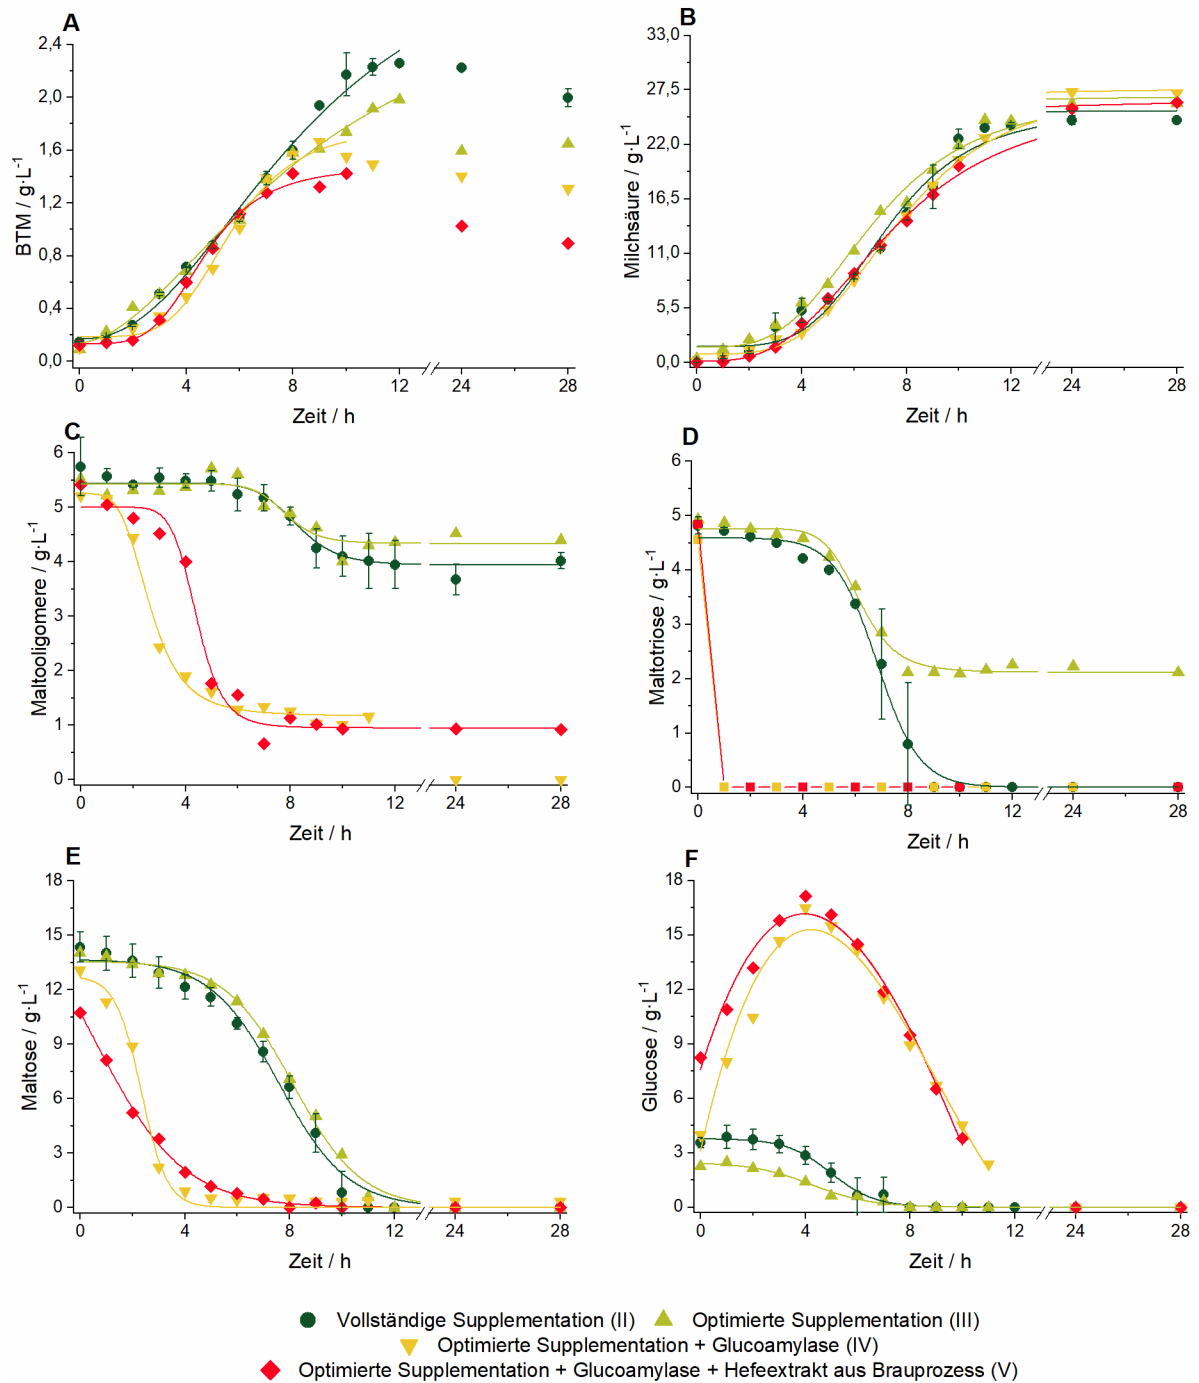 A
2,4
2,0
1,6
1,2
0,8
0,4
0,0
BTM / g·L⁻¹
0 4 8 12 24 28
Zeit / h
B
33,0
27,5
22,0
16,5
11,0
5,5
0,0
Milchsäure / g·L⁻¹
0 4 8 12 24 28
Zeit / h
C
6
5
4
3
2
1
0
Maltooligomere / g·L⁻¹
0 4 8 12 24 28
Zeit / h
D
6
5
4
3
2
1
0
Maltotriose / g·L⁻¹
0 4 8 12 24 28
Zeit / h
E
18
15
12
9
6
3
0
Maltose / g·L⁻¹
0 4 8 12 24 28
Zeit / h
F
18
15
12
9
6
3
0
Glucose / g·L⁻¹
0 4 8 12 24 28
Zeit / h
Vollständige Supplementation (II) Optimierte Supplementation (III)
Optimierte Supplementation + Glucoamylase (IV)
Optimierte Supplementation + Glucoamylase + Hefeextrakt aus Brauprozess (V)